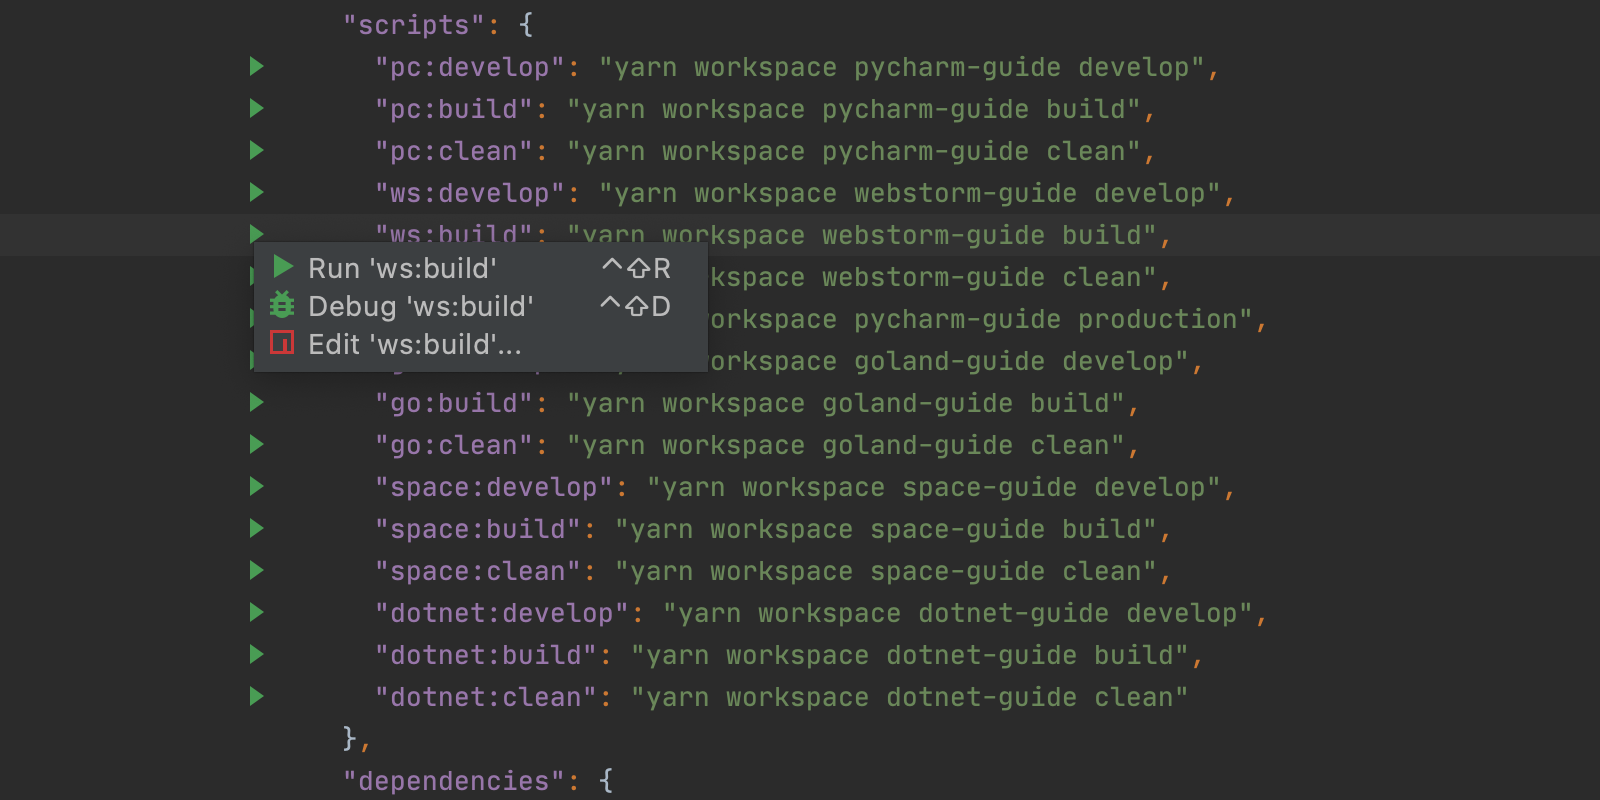 "scripts": {
"pc:develop": "yarn workspace pycharm-guide develop",
"pc:build": "yarn workspace pycharm-guide build",
"pc:clean": "yarn workspace pycharm-guide clean",
"ws:develop": "yarn workspace webstorm-guide develop",
"ws:build": "yarn workspace webstorm-guide build",
Run 'ws:build' ⌃⇧R
Debug 'ws:build' ⌃⇧D
Edit 'ws:build'...
kspace webstorm-guide clean",
orkspace pycharm-guide production",
orkspace goland-guide develop",
"go:build": "yarn workspace goland-guide build",
"go:clean": "yarn workspace goland-guide clean",
"space:develop": "yarn workspace space-guide develop",
"space:build": "yarn workspace space-guide build",
"space:clean": "yarn workspace space-guide clean",
"dotnet:develop": "yarn workspace dotnet-guide develop",
"dotnet:build": "yarn workspace dotnet-guide build",
"dotnet:clean": "yarn workspace dotnet-guide clean"
},
"dependencies": {